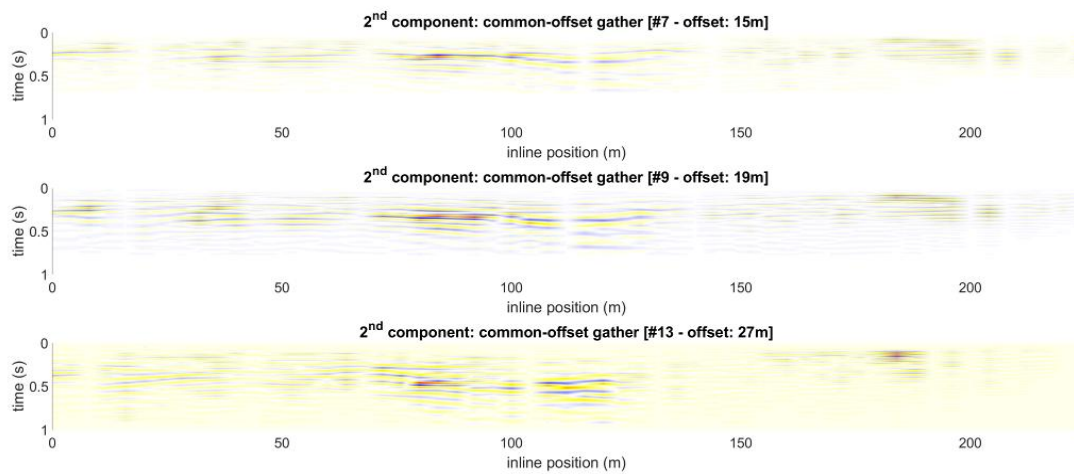 2nd component: common-offset gather [#7 - offset: 15m]
0
0.5
1
time (s)
0 50 100 150 200
inline position (m)
2nd component: common-offset gather [#9 - offset: 19m]
0
0.5
1
time (s)
0 50 100 150 200
inline position (m)
2nd component: common-offset gather [#13 - offset: 27m]
0
0.5
1
time (s)
0 50 100 150 200
inline position (m)